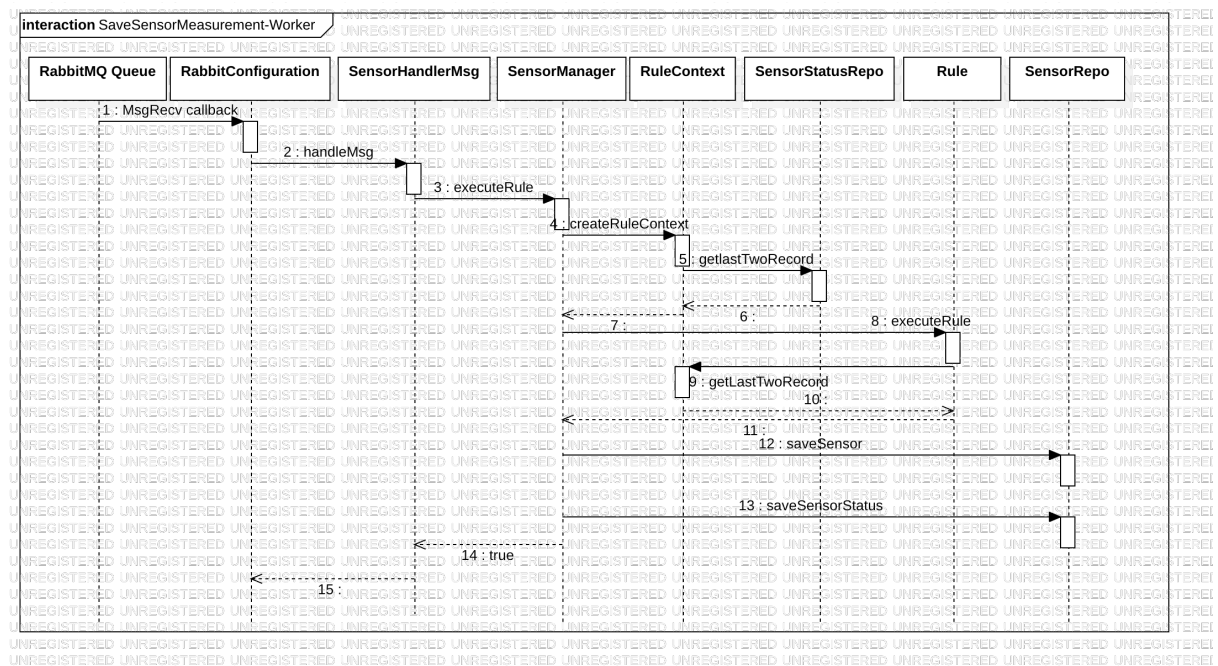 interaction SaveSensorMeasurement-Worker
RabbitMQ Queue RabbitConfiguration SensorHandlerMsg SensorManager RuleContext SensorStatusRepo Rule SensorRepo
1 : MsgRecv callback
2 : handleMsg
3 : executeRule
4 : createRuleContext
5 : getlastTwoRecord
6 :
7 :
8 : executeRule
9 : getLastTwoRecord
10 :
11 :
12 : saveSensor
13 : saveSensorStatus
14 : true
15 :
UNREGISTERED